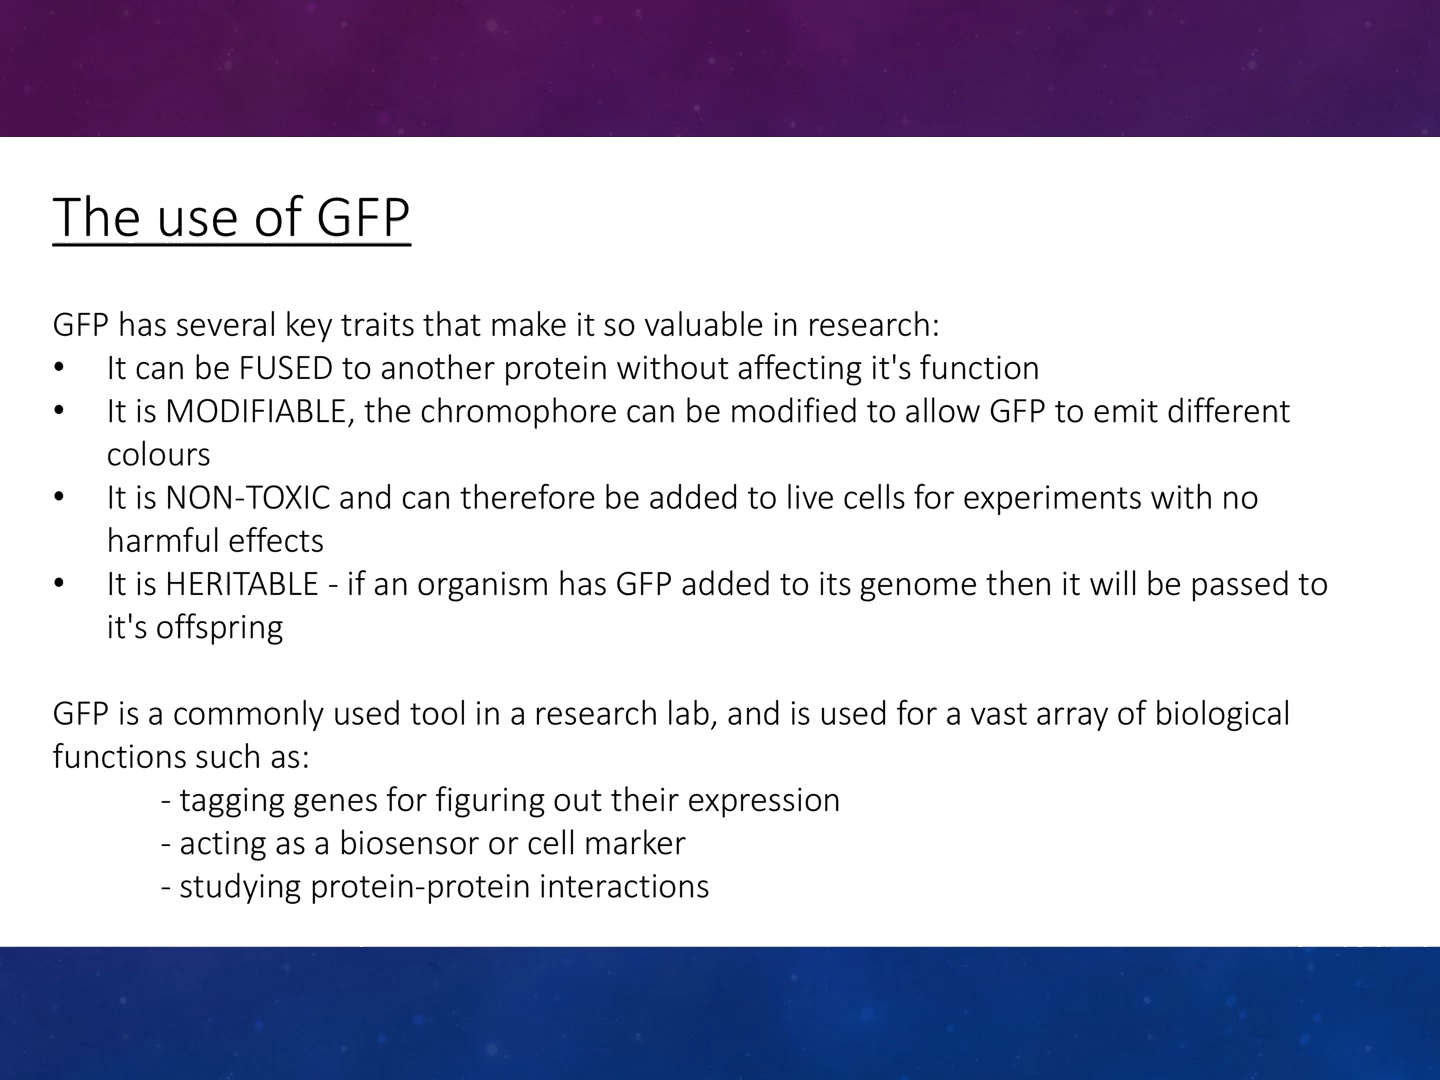 The use of GFP
GFP has several key traits that make it so valuable in research:
• It can be FUSED to another protein without affecting it's function
• It is MODIFIABLE, the chromophore can be modified to allow GFP to emit different
colours
• It is NON-TOXIC and can therefore be added to live cells for experiments with no
harmful effects
• It is HERITABLE - if an organism has GFP added to its genome then it will be passed to
it's offspring
GFP is a commonly used tool in a research lab, and is used for a vast array of biological
functions such as:
- tagging genes for figuring out their expression
- acting as a biosensor or cell marker
- studying protein-protein interactions